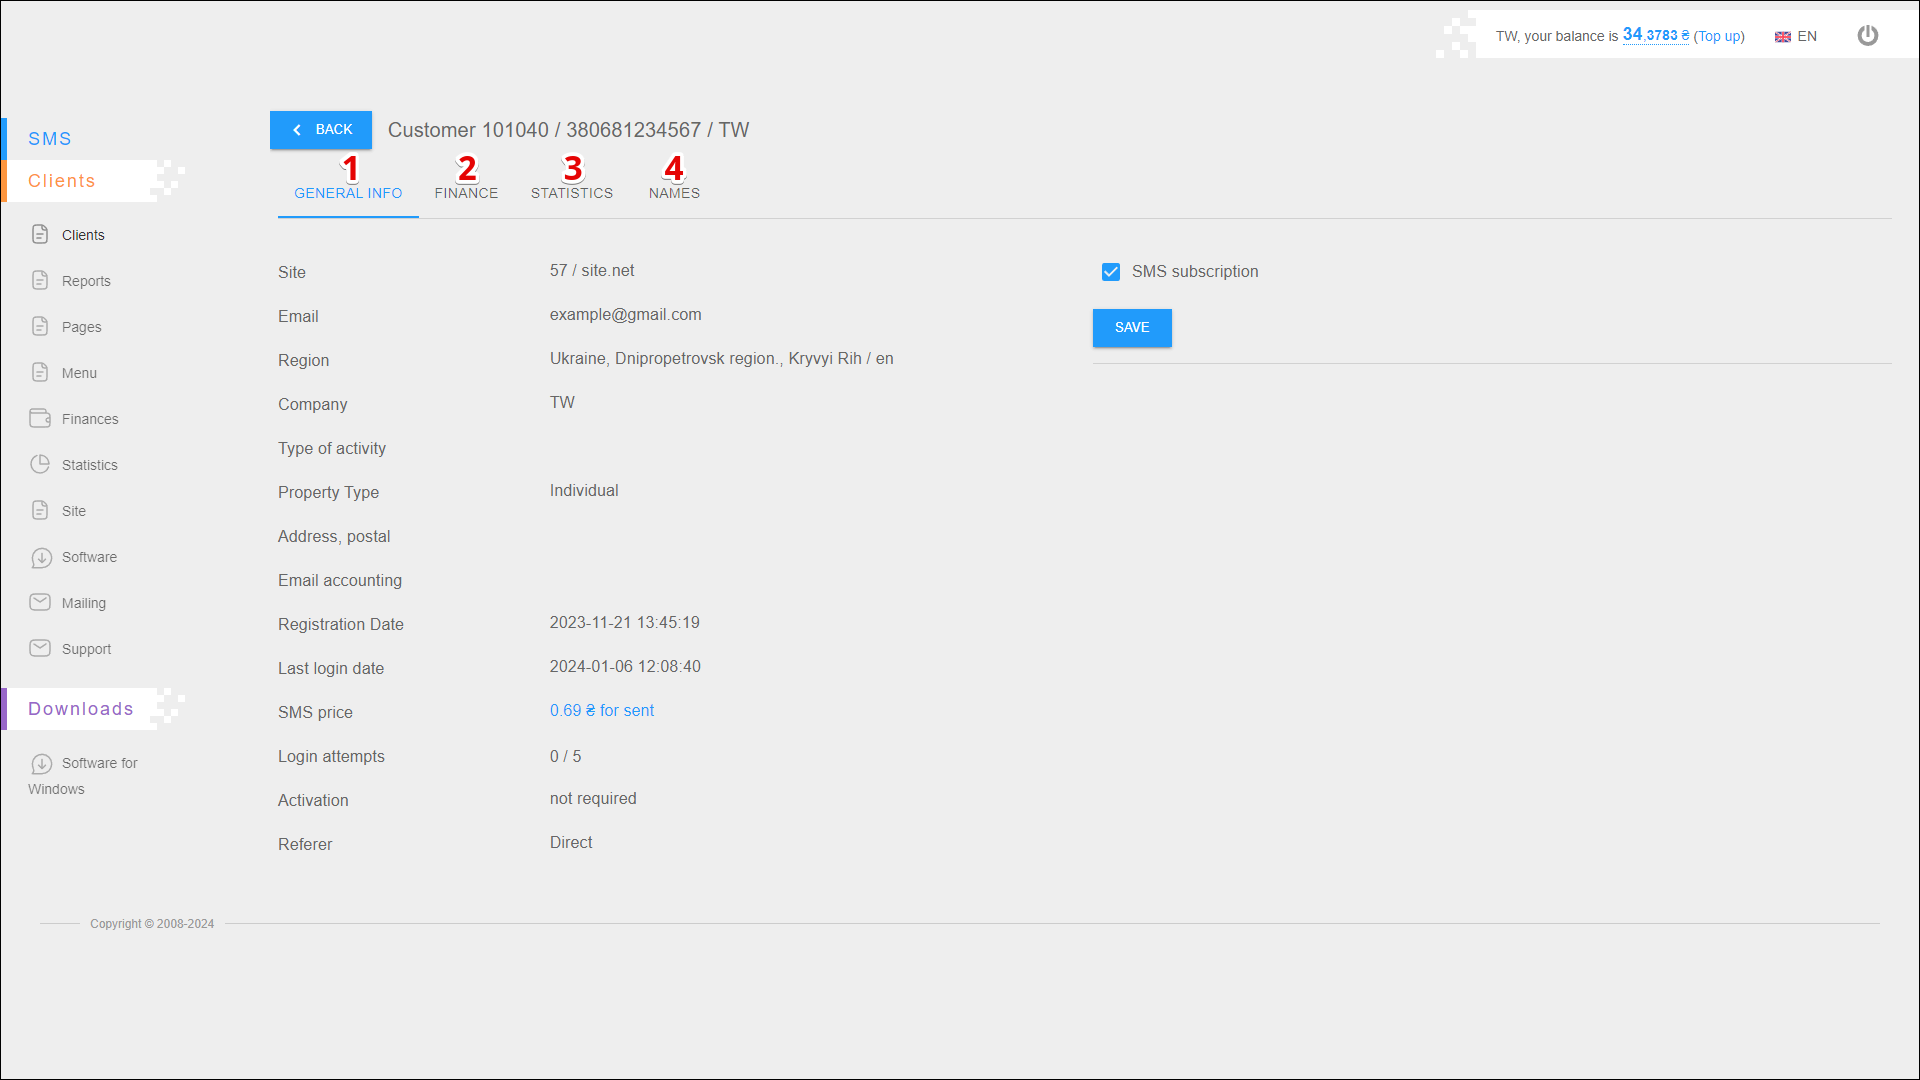 TW, your balance is 34,3783 ₴ (Top up)
EN
SMS
Clients
Clients
Reports
Pages
Menu
Finances
Statistics
Site
Software
Mailing
Support
Downloads
Software for
Windows
BACK
Customer 101040 / 380681234567 / TW
1 2 3 4
GENERAL INFO FINANCE STATISTICS NAMES
Site 57 / site.net
Email example@gmail.com
Region Ukraine, Dnipropetrovsk region., Kryvyi Rih / en
Company TW
Type of activity
Property Type Individual
Address, postal
Email accounting
Registration Date 2023-11-21 13:45:19
Last login date 2024-01-06 12:08:40
SMS price 0.69 ₴ for sent
Login attempts 0 / 5
Activation not required
Referer Direct
SMS subscription
SAVE
Copyright © 2008-2024